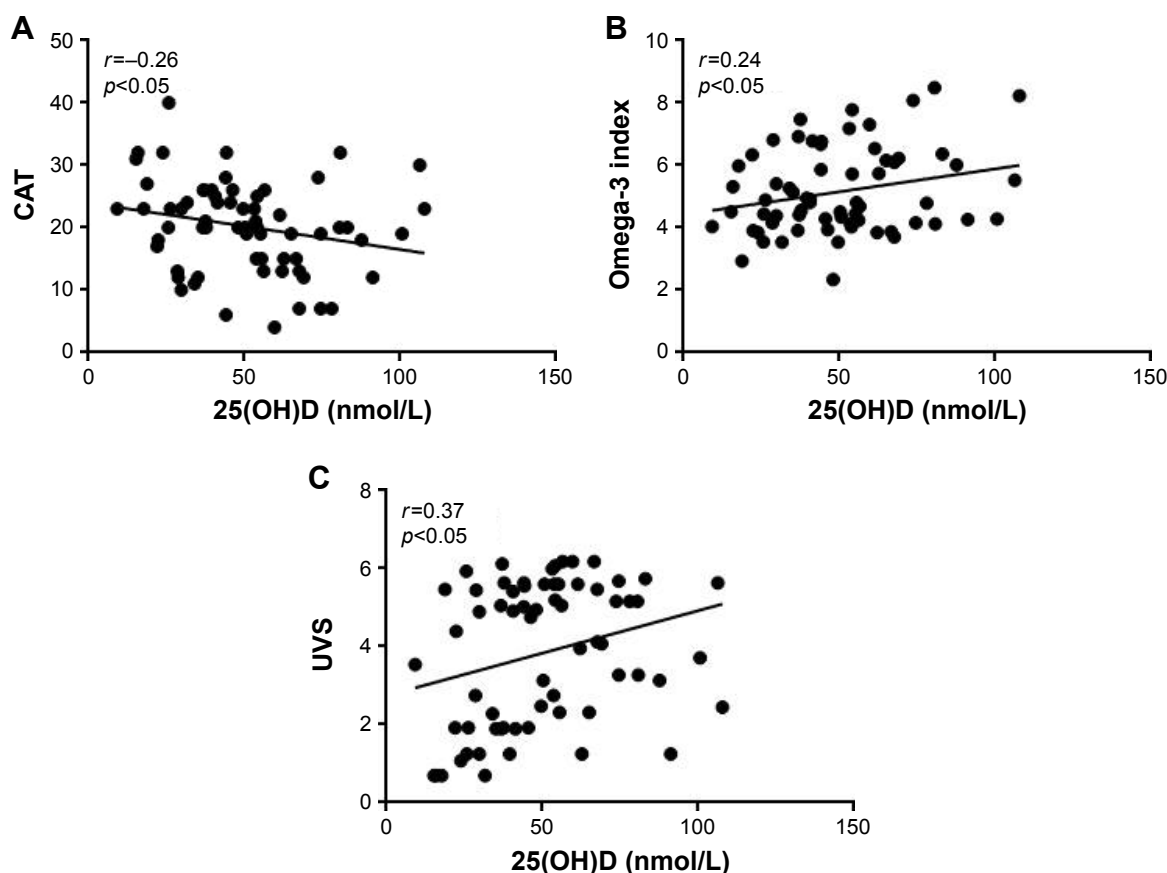 A
r=–0.26
p<0.05
50
40
30
20
10
0
CAT
0 50 100 150
25(OH)D (nmol/L)
B
r=0.24
p<0.05
10
8
6
4
2
0
Omega-3 index
0 50 100 150
25(OH)D (nmol/L)
C
r=0.37
p<0.05
8
6
4
2
0
UVS
0 50 100 150
25(OH)D (nmol/L)